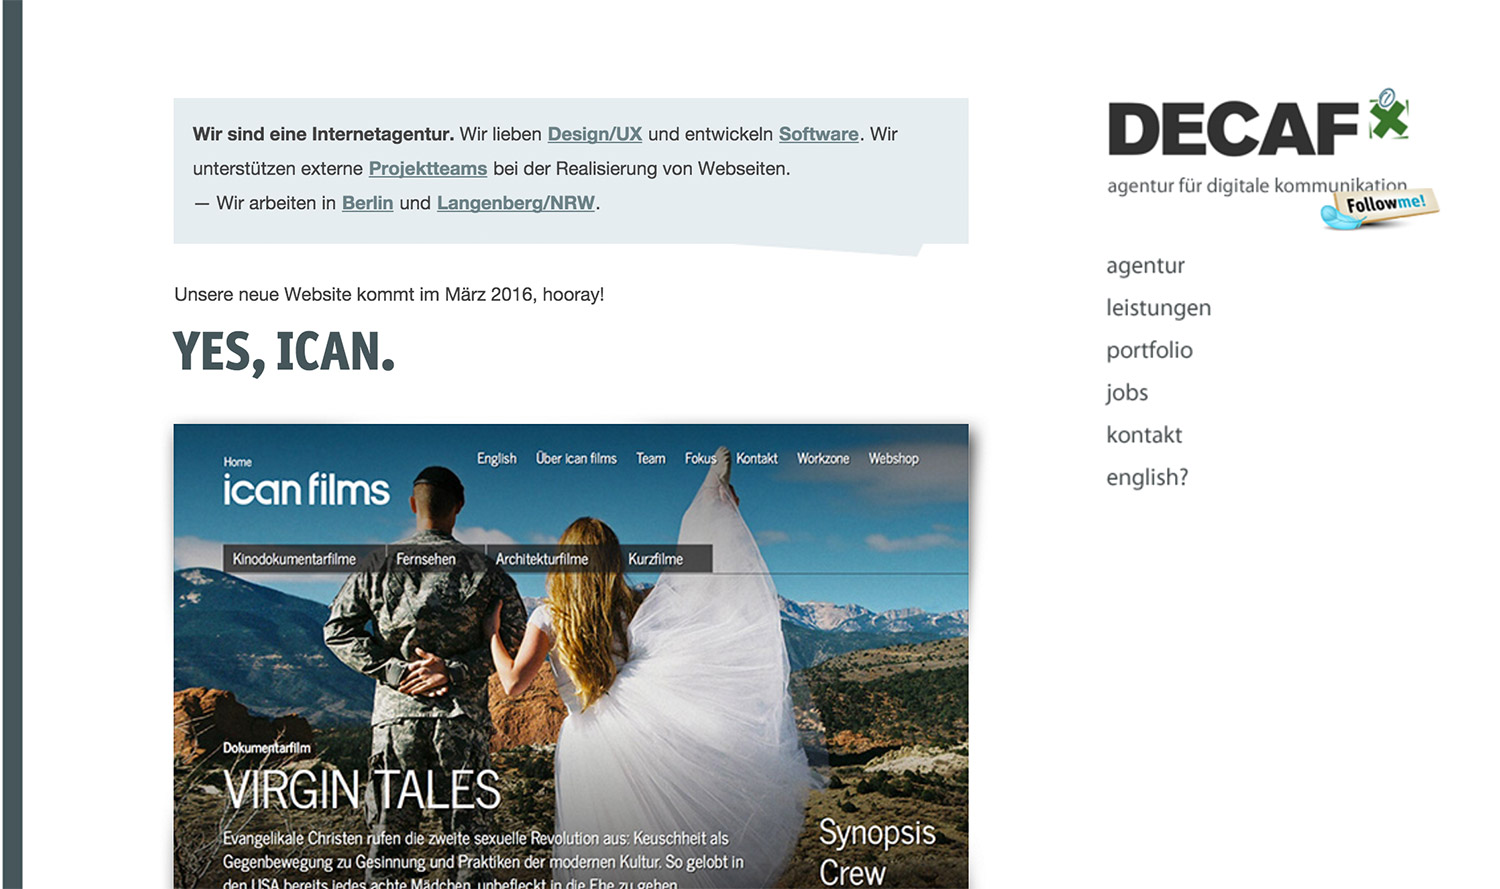 Wir sind eine Internetagentur. Wir lieben Design/UX und entwickeln Software. Wir
unterstützen externe Projektteams bei der Realisierung von Webseiten.
— Wir arbeiten in Berlin und Langenberg/NRW.
Unsere neue Website kommt im März 2016, hooray!
YES, ICAN.
Home
ican films
English Über ican films Team Fokus Kontakt Workzone Webshop
Kinodokumentarfilme Fernsehen Architekturfilme Kurzfilme
Dokumentarfilm
VIRGIN TALES
Evangelikale Christen rufen die zweite sexuelle Revolution aus: Keuschheit als
Gegenbewegung zu Gesinnung und Praktiken der modernen Kultur. So gelobt in
den USA bereits jedes achte Mädchen, unbefleckt in die Ehe zu gehen.
Synopsis
Crew
DECAF
agentur für digitale kommunikation
Followme!
agentur
leistungen
portfolio
jobs
kontakt
english?